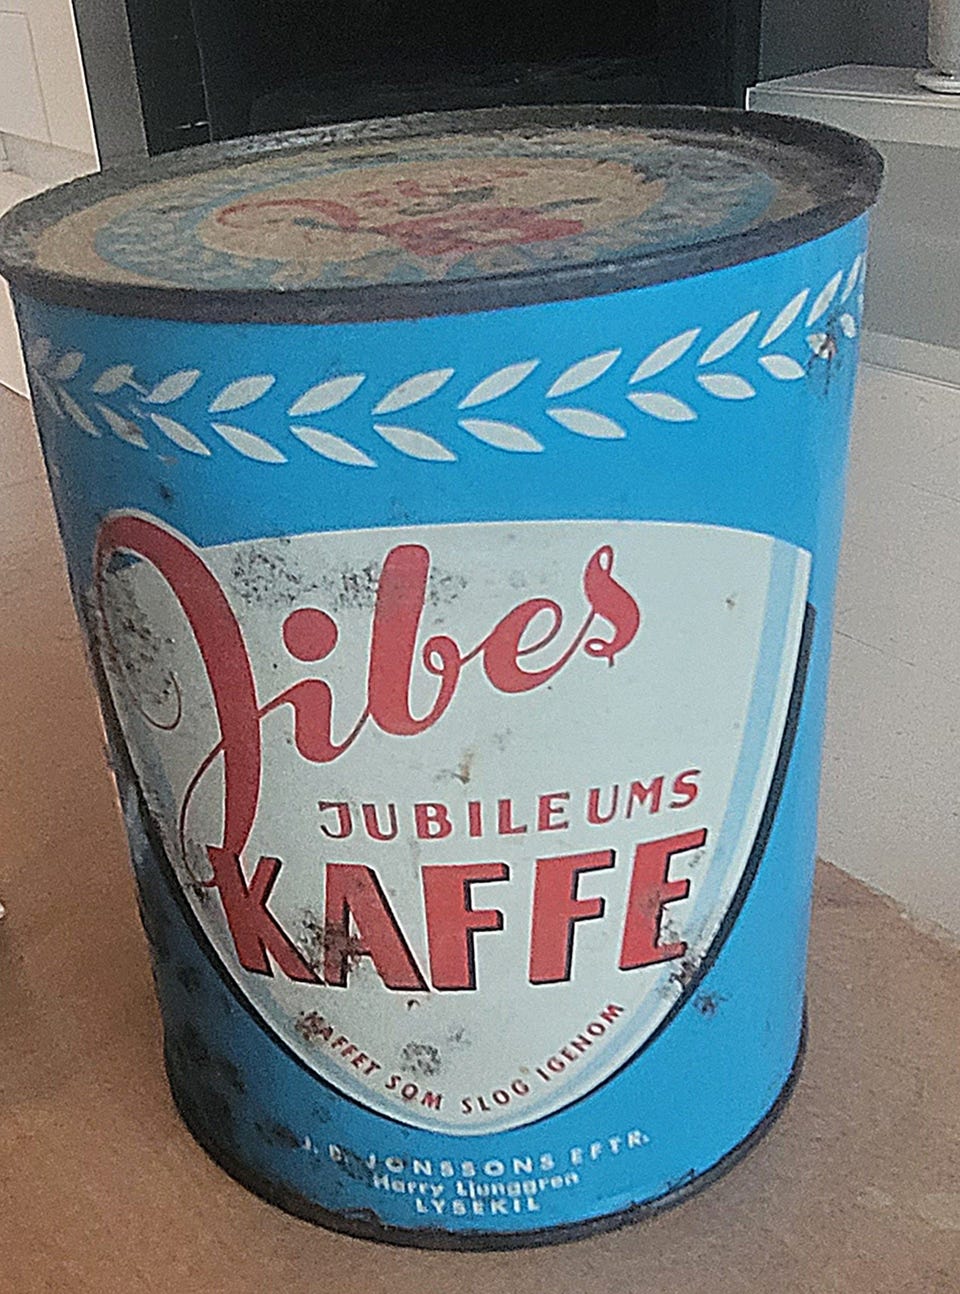 Jibes
JUBILEUMS
KAFFE
KAFFET SOM SLOG IGENOM
J. B. JONSSONS EFTR.
Harry Ljunggren
LYSEKIL